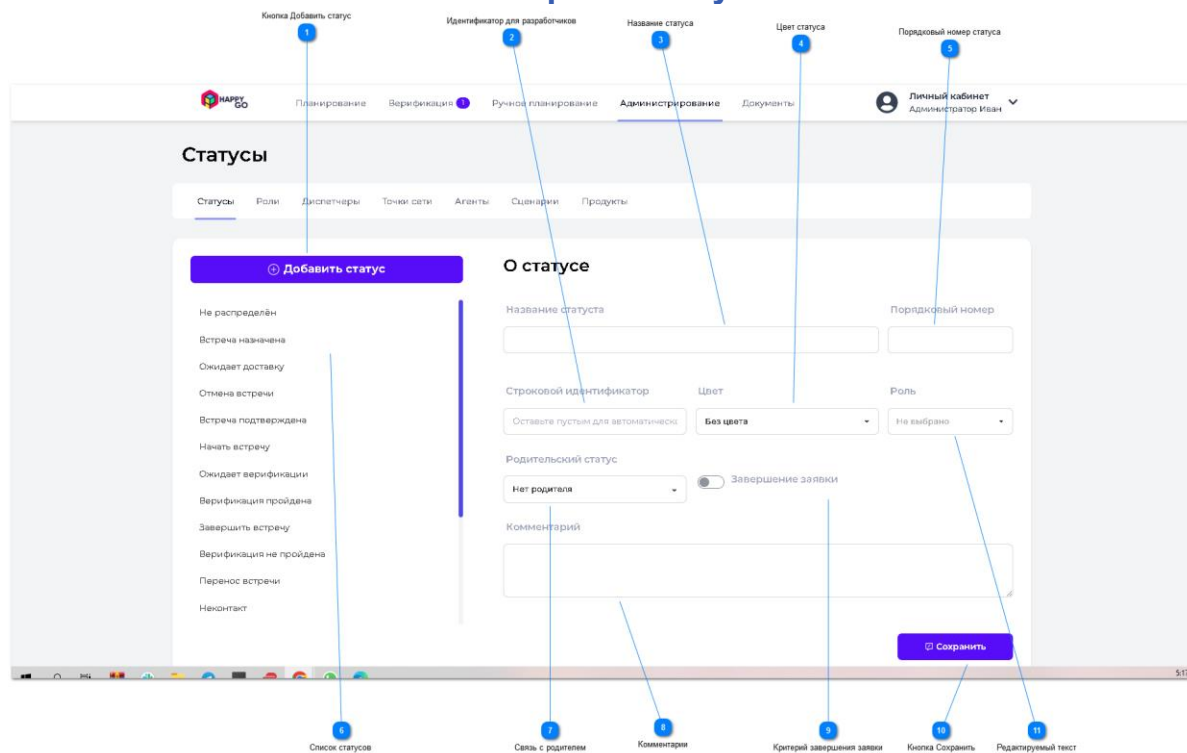 Кнопка Добавить статус
Идентификатор для разработчиков
Название статуса
Цвет статуса
Порядковый номер статуса
1
2
3
4
5
HAPPY GO
Планирование
Верификация 1
Ручное планирование
Администрирование
Документы
Личный кабинет
Администратор Иван
Статусы
Статусы
Роли
Диспетчеры
Точки сети
Агенты
Сценарии
Продукты
Добавить статус
Не распределён
Встреча назначена
Ожидает доставку
Отмена встречи
Встреча подтверждена
Начать встречу
Ожидает верификации
Верификация пройдена
Завершить встречу
Верификация не пройдена
Перенос встречи
Неконтакт
О статусе
Название статуста
Порядковый номер
Строковой идентификатор
Цвет
Роль
Оставьте пустым для автоматическо
Без цвета
Не выбрано
Родительский статус
Нет родителя
Завершение заявки
Комментарий
Сохранить
5:17
6
7
8
9
10
11
Список статусов
Связь с родителем
Комментарии
Критерий завершения заявки
Кнопка Сохранить
Редактируемый текст